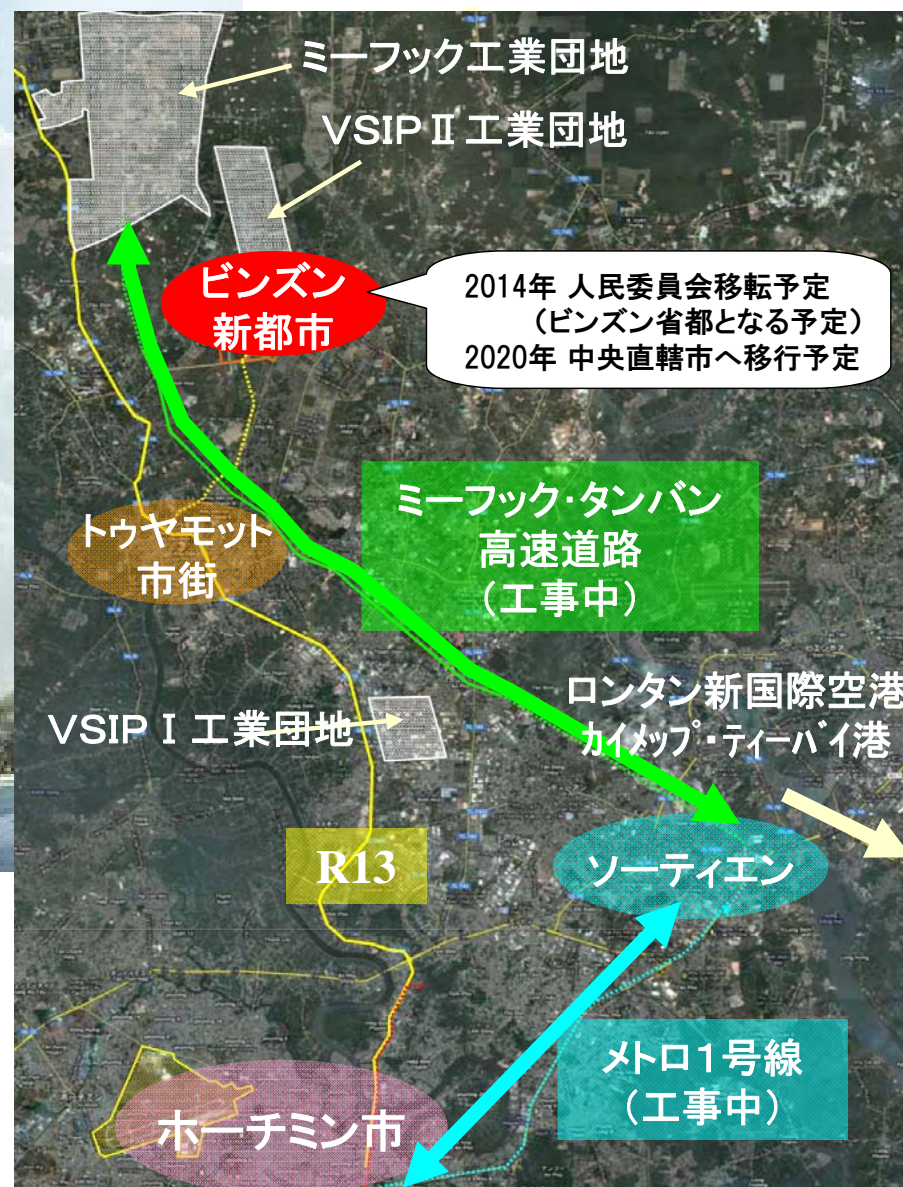 ミーフック工業団地
VSIPⅡ工業団地
ビンズン
新都市
2014年 人民委員会移転予定
（ビンズン省都となる予定）
2020年 中央直轄市へ移行予定
ミーフック・タンバン
高速道路
（工事中）
トゥヤモット
市街
ロンタン新国際空港
カイメップ・ティーバイ港
VSIPⅠ工業団地
R13
ソーティエン
メトロ1号線
（工事中）
ホーチミン市